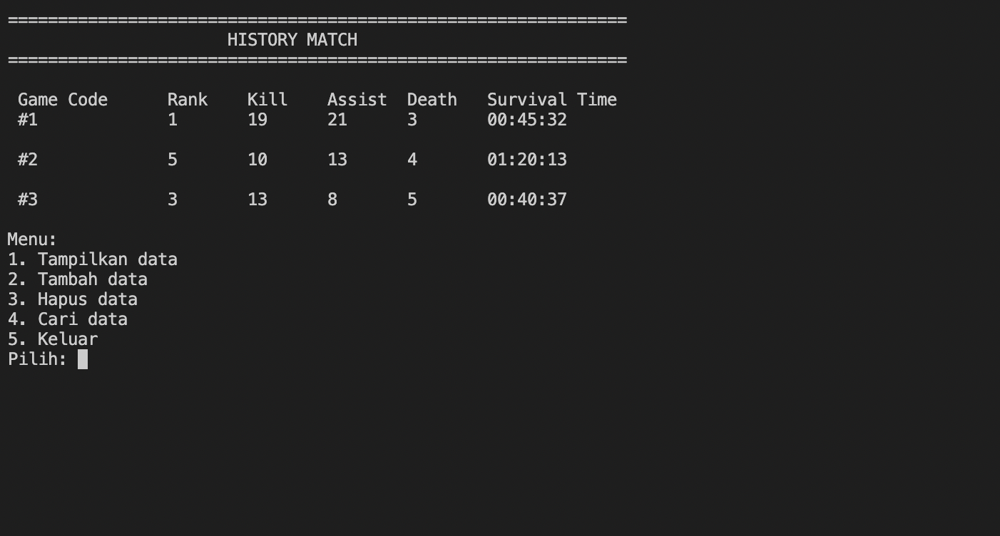 ==============================================================
HISTORY MATCH
==============================================================
Game Code Rank Kill Assist Death Survival Time
#1 1 19 21 3 00:45:32
#2 5 10 13 4 01:20:13
#3 3 13 8 5 00:40:37
Menu:
1. Tampilkan data
2. Tambah data
3. Hapus data
4. Cari data
5. Keluar
Pilih: